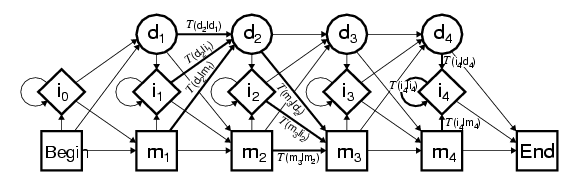 d1 T(d2|d1) d2 d3 d4
T(d2|i1)
T(d2|m1)
T(i4|d4)
i0 i1 i2 T(m3|d2) i3 T(i4|i4) i4
T(m3|i2)
T(i4|m4)
Begin m1 m2 T(m3|m2) m3 m4 End